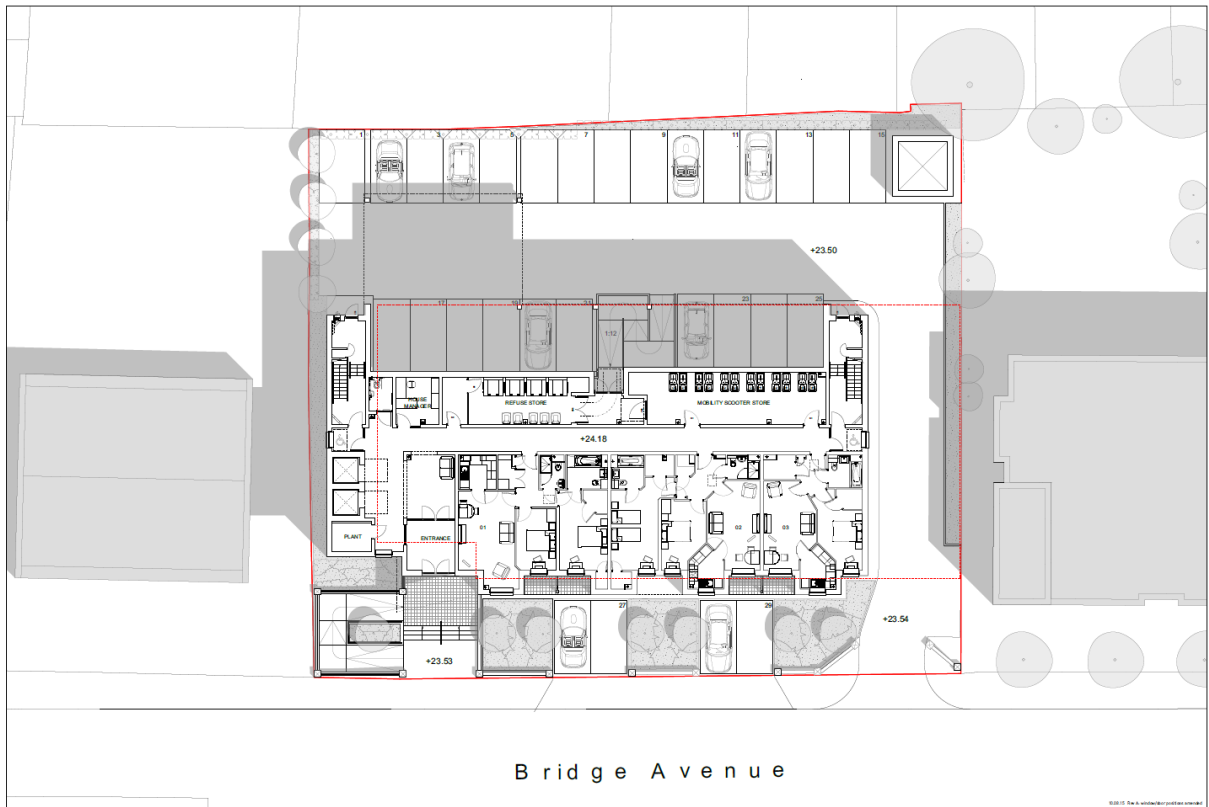 1 3 5 7 9 11 13 15
+23.50
17 19 21 23 25
1:12
HOUSE
MANAGER
REFUSE STORE
MOBILITY SCOOTER STORE
+24.18
01 02 03
PLANT
ENTRANCE
27 29
+23.54
+23.53
Bridge Avenue